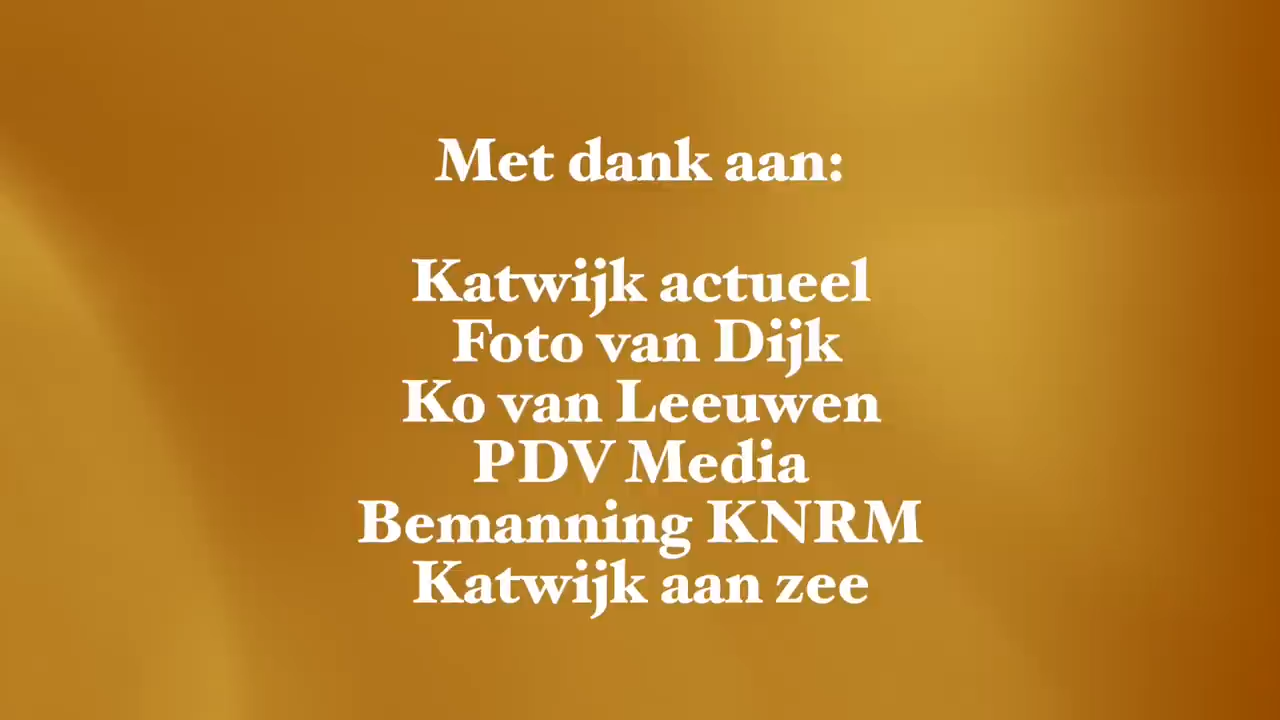 Met dank aan:
Katwijk actueel
Foto van Dijk
Ko van Leeuwen
PDV Media
Bemanning KNRM
Katwijk aan zee